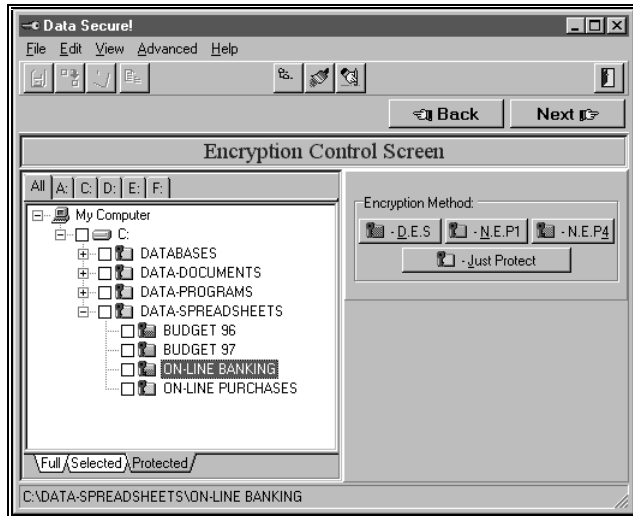 Data Secure!
File Edit View Advanced Help
Back Next
Encryption Control Screen
All A: C: D: E: F:
My Computer
C:
DATABASES
DATA-DOCUMENTS
DATA-PROGRAMS
DATA-SPREADSHEETS
BUDGET 96
BUDGET 97
ON-LINE BANKING
ON-LINE PURCHASES
Full Selected Protected
Encryption Method:
- D.E.S - N.E.P1 - N.E.P4
- Just Protect
C:\DATA-SPREADSHEETS\ON-LINE BANKING